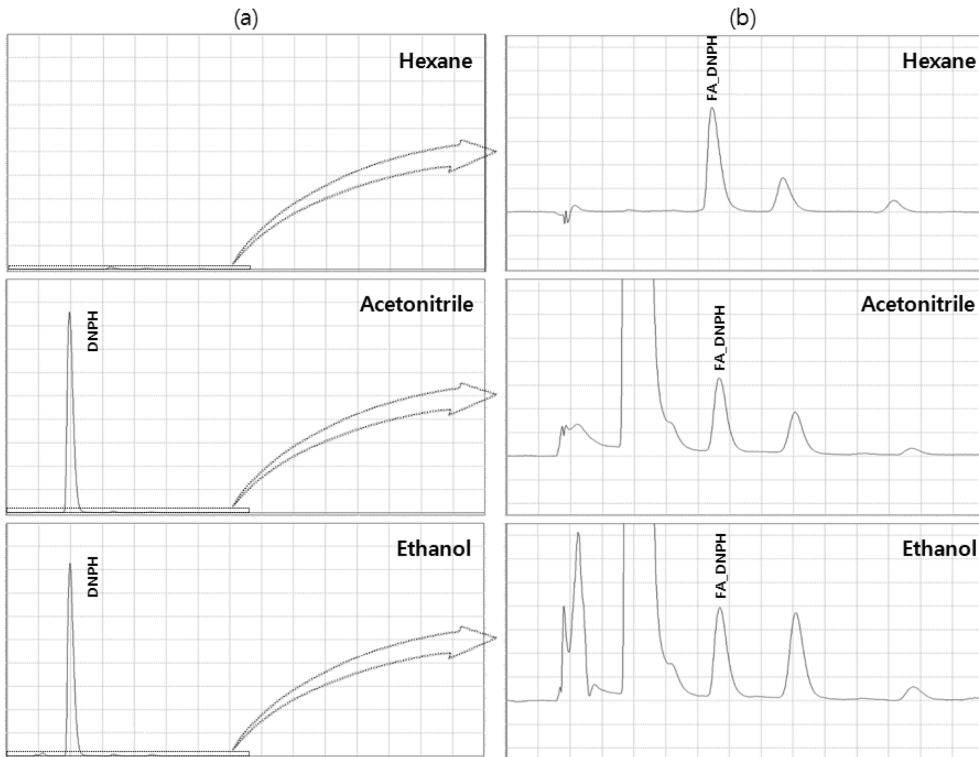 (a)
(b)
Hexane
Hexane
FA_DNPH
Acetonitrile
Acetonitrile
DNPH
FA_DNPH
Ethanol
Ethanol
DNPH
FA_DNPH